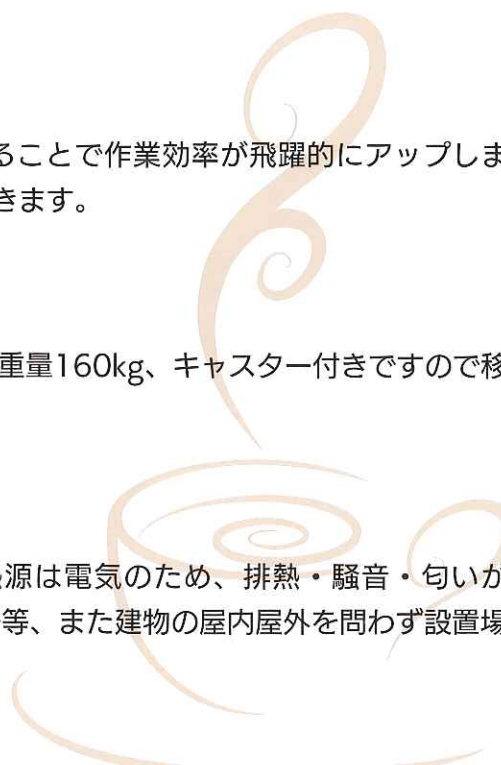 ることで作業効率が飛躍的にアップしま
きます。
重量160kg、キャスター付きですので移
源は電気のため、排熱・騒音・匂いが
等、また建物の屋内屋外を問わず設置場